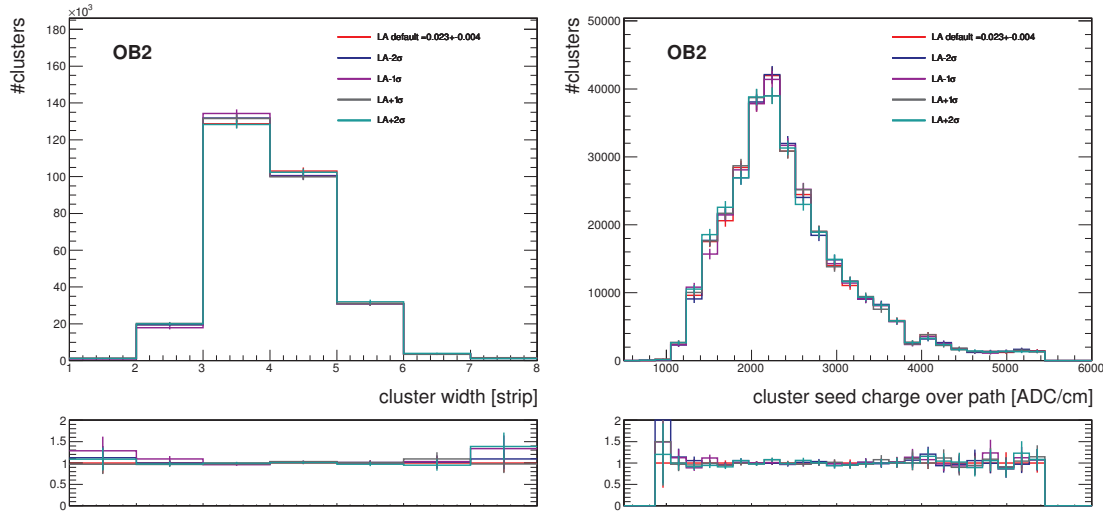 ×10³
180
160
140
120
100
80
60
40
20
0
#clusters
OB2
LA default =0.023+-0.004
LA-2σ
LA-1σ
LA+1σ
LA+2σ
1 2 3 4 5 6 7 8
cluster width [strip]
2
1.5
1
0.5
0
50000
40000
30000
20000
10000
0
#clusters
OB2
LA default =0.023+-0.004
LA-2σ
LA-1σ
LA+1σ
LA+2σ
1000 2000 3000 4000 5000 6000
cluster seed charge over path [ADC/cm]
2
1.5
1
0.5
0